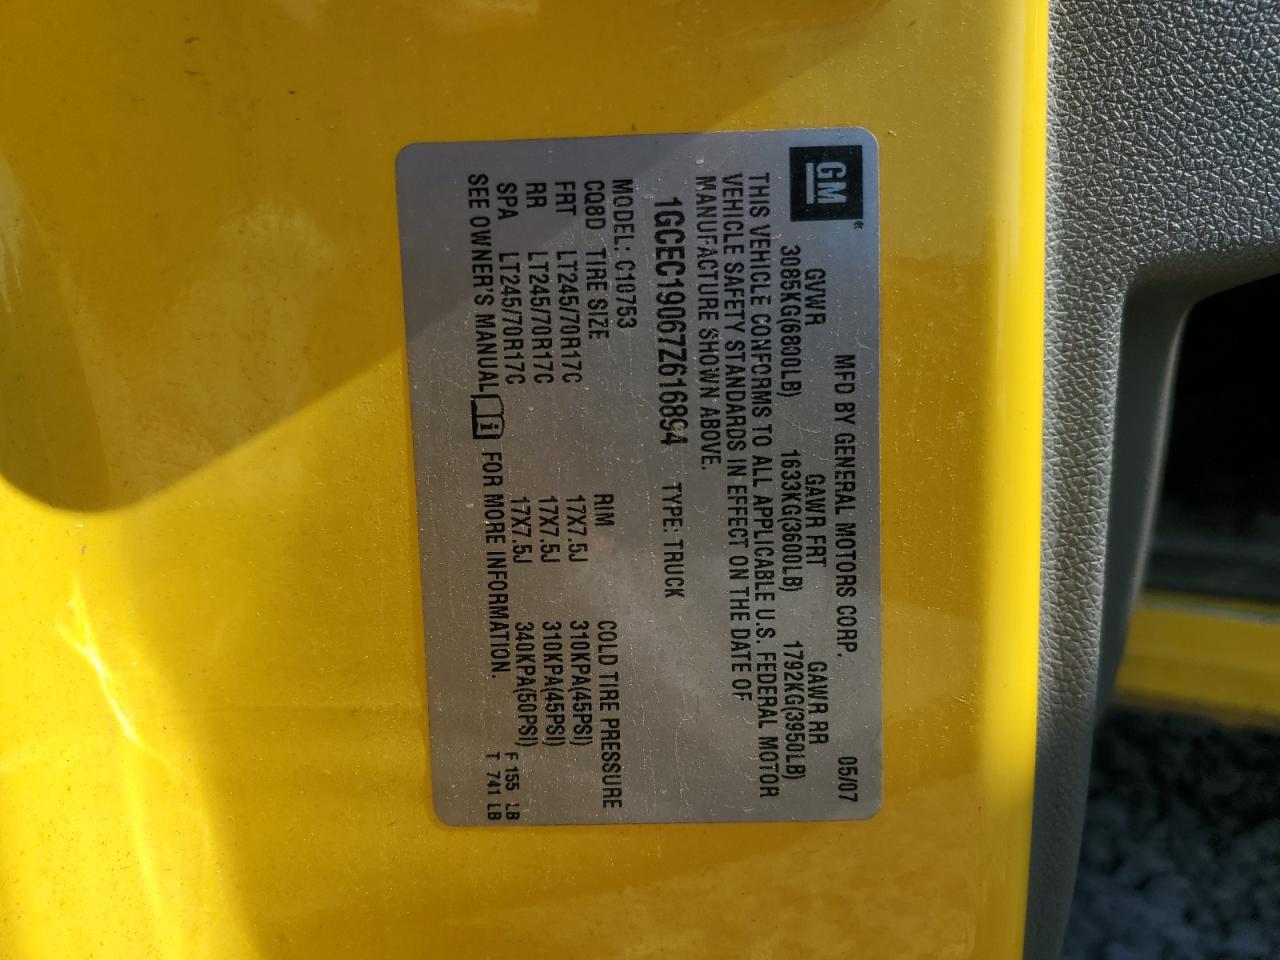 GM®
MFD BY GENERAL MOTORS CORP. 05/07
GVWR GAWR FRT GAWR RR
3085KG(6800LB) 1633KG(3600LB) 1792KG(3950LB)
THIS VEHICLE CONFORMS TO ALL APPLICABLE U.S. FEDERAL MOTOR
VEHICLE SAFETY STANDARDS IN EFFECT ON THE DATE OF
MANUFACTURE SHOWN ABOVE.
1GCEC19067Z616894 TYPE: TRUCK
MODEL: C10753
CQ8D TIRE SIZE RIM COLD TIRE PRESSURE
FRT LT245/70R17C 17X7.5J 310KPA(45PSI)
RR LT245/70R17C 17X7.5J 310KPA(45PSI)
SPA LT245/70R17C 17X7.5J 340KPA(50PSI) F 155 LB
SEE OWNER'S MANUAL i FOR MORE INFORMATION. T 741 LB